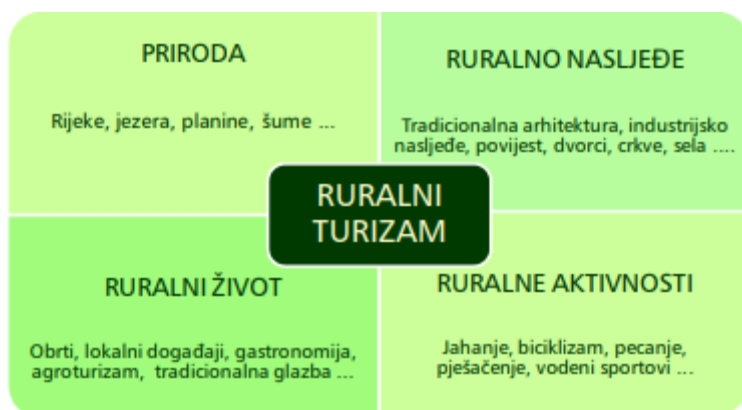 PRIRODA
Rijeke, jezera, planine, šume ...
RURALNO NASLJEĐE
Tradicionalna arhitektura, industrijsko
nasljeđe, povijest, dvorci, crkve, sela ....
RURALNI
TURIZAM
RURALNI ŽIVOT
Obrti, lokalni događaji, gastronomija,
agroturizam, tradicionalna glazba ...
RURALNE AKTIVNOSTI
Jahanje, biciklizam, pecanje,
pješačenje, vodeni sportovi ...